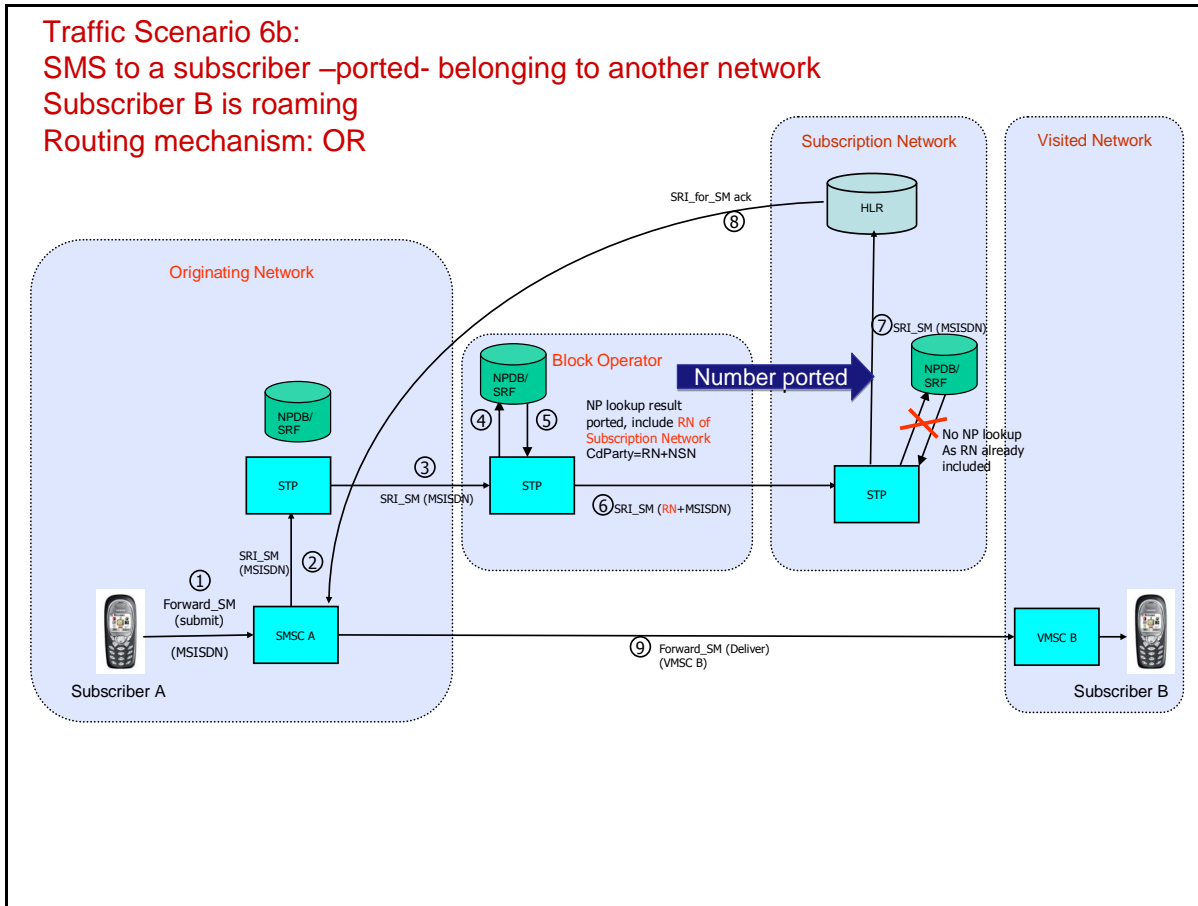 Traffic Scenario 6b:
SMS to a subscriber –ported- belonging to another network
Subscriber B is roaming
Routing mechanism: OR
Subscription Network
Visited Network
SRI_for_SM ack
⑧
HLR
Originating Network
⑦
SRI_SM (MSISDN)
Block Operator
NPDB/
SRF
Number ported
NPDB/
SRF
NPDB/
SRF
④
⑤
NP lookup result
ported, include RN of
Subscription Network
CdParty=RN+NSN
No NP lookup
As RN already
included
③
STP
SRI_SM (MSISDN)
STP
⑥
SRI_SM (RN+MSISDN)
STP
SRI_SM
(MSISDN)
②
①
Forward_SM
(submit)
(MSISDN)
SMSC A
⑨
Forward_SM (Deliver)
(VMSC B)
VMSC B
Subscriber A
Subscriber B